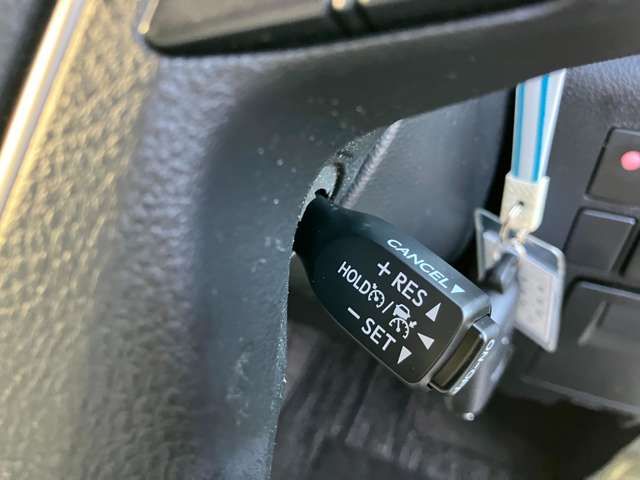 CANCEL▼
+ RES ▲
HOLD /
− SET ▼